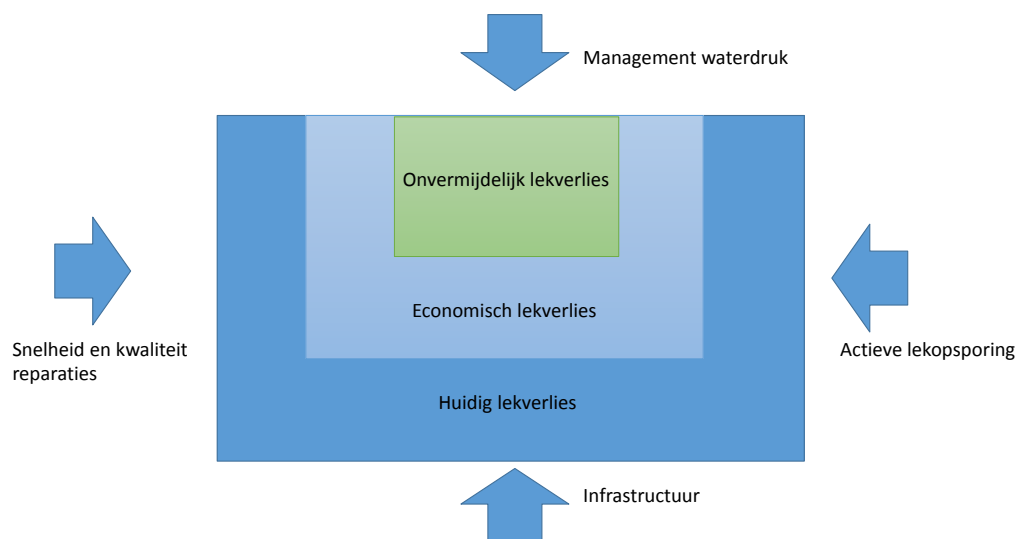 Management waterdruk
Onvermijdelijk lekverlies
Economisch lekverlies
Snelheid en kwaliteit
reparaties
Actieve lekopsporing
Huidig lekverlies
Infrastructuur